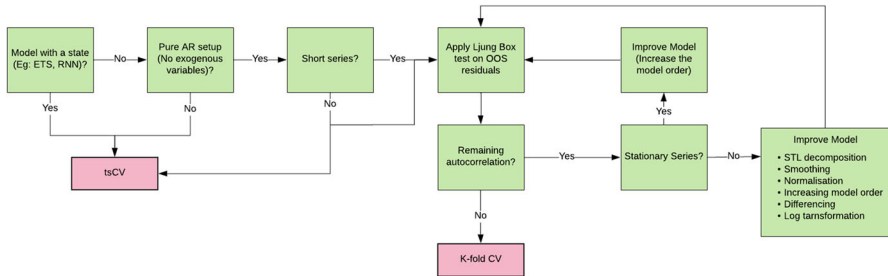 Model with a state
(Eg: ETS, RNN)?
No
Pure AR setup
(No exogenous
variables)?
Yes
Short series?
Yes
Apply Ljung Box
test on OOS
residuals
Improve Model
(Increase the
model order)
Yes
No
No
tsCV
Yes
Remaining
autocorrelation?
Yes
Stationary Series?
No
Improve Model
• STL decomposition
• Smoothing
• Normalisation
• Increasing model order
• Differencing
• Log tarnsformation
No
K-fold CV